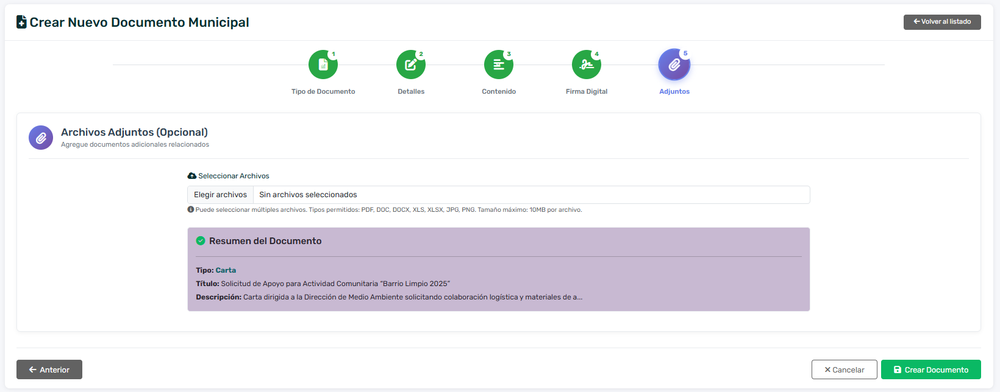 Crear Nuevo Documento Municipal
Volver al listado
1
2
3
4
5
Tipo de Documento
Detalles
Contenido
Firma Digital
Adjuntos
Archivos Adjuntos (Opcional)
Agregue documentos adicionales relacionados
Seleccionar Archivos
Elegir archivos
Sin archivos seleccionados
Puede seleccionar múltiples archivos. Tipos permitidos: PDF, DOC, DOCX, XLS, XLSX, JPG, PNG. Tamaño máximo: 10MB por archivo.
Resumen del Documento
Tipo: Carta
Título: Solicitud de Apoyo para Actividad Comunitaria “Barrio Limpio 2025”
Descripción: Carta dirigida a la Dirección de Medio Ambiente solicitando colaboración logística y materiales de a...
Anterior
Cancelar
Crear Documento